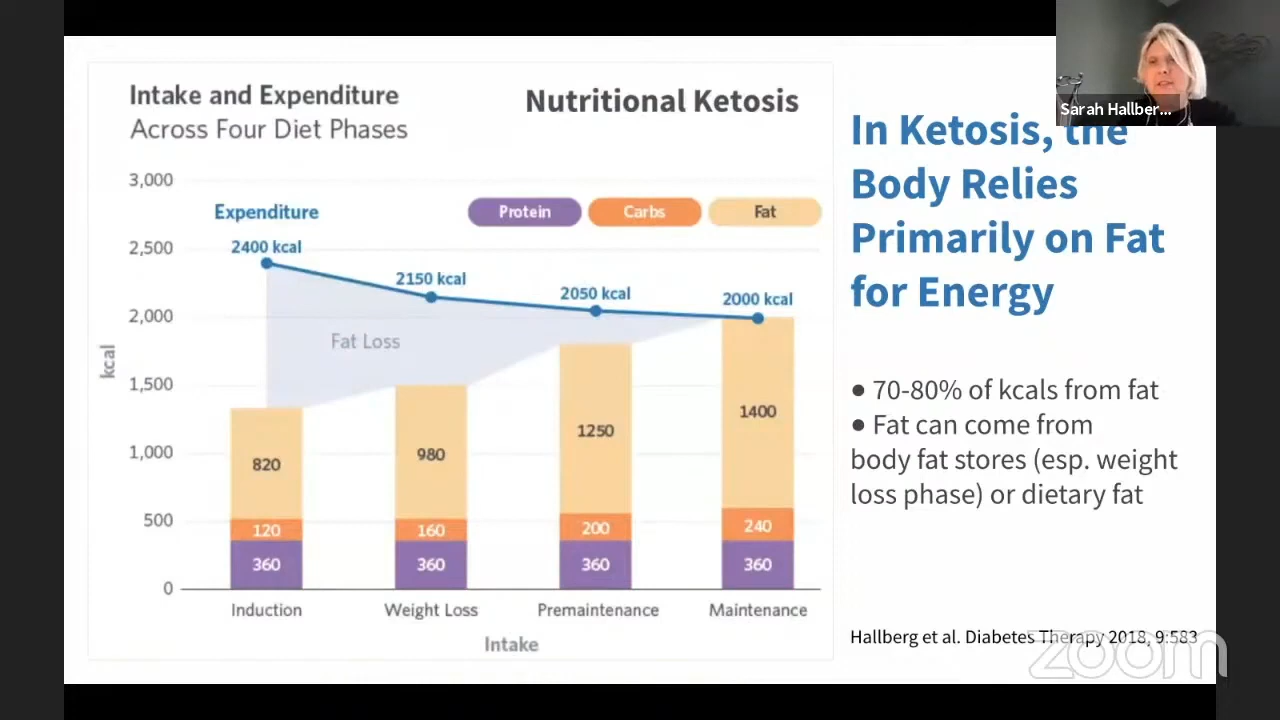 Sarah Hallber...
Intake and Expenditure
Across Four Diet Phases
Nutritional Ketosis
3,000
2,500
2,000
1,500
1,000
500
0
kcal
Expenditure
Protein
Carbs
Fat
2400 kcal
2150 kcal
2050 kcal
2000 kcal
Fat Loss
820
120
360
980
160
360
1250
200
360
1400
240
360
Induction
Weight Loss
Premaintenance
Maintenance
Intake
In Ketosis, the
Body Relies
Primarily on Fat
for Energy
● 70-80% of kcals from fat
● Fat can come from
body fat stores (esp. weight
loss phase) or dietary fat
Hallberg et al. Diabetes Therapy 2018, 9:583
zoom